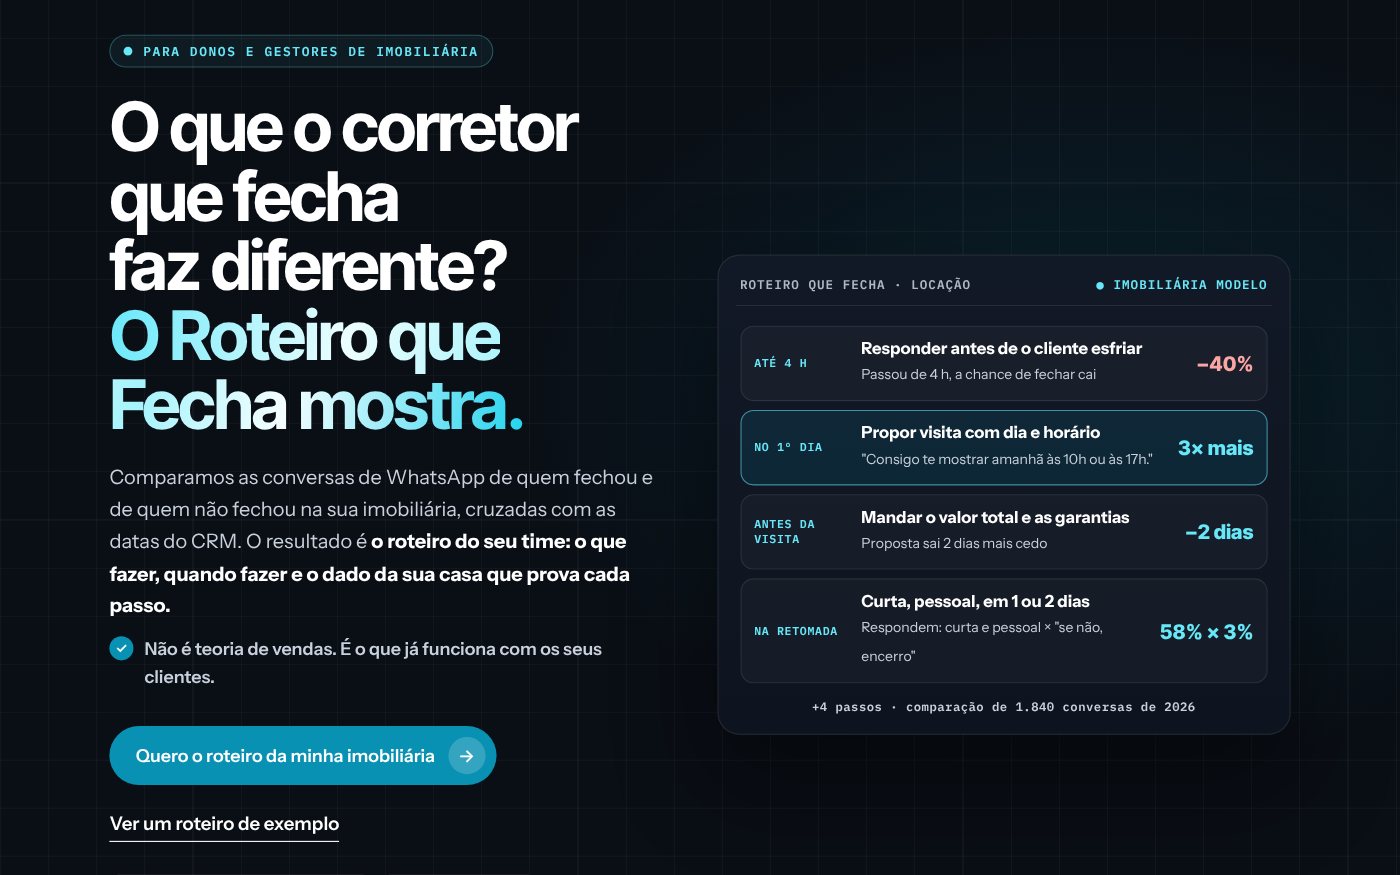 PARA DONOS E GESTORES DE IMOBILIÁRIA
O que o corretor
que fecha
faz diferente?
O Roteiro que
Fecha mostra.
Comparamos as conversas de WhatsApp de quem fechou e
de quem não fechou na sua imobiliária, cruzadas com as
datas do CRM. O resultado é o roteiro do seu time: o que
fazer, quando fazer e o dado da sua casa que prova cada
passo.
Não é teoria de vendas. É o que já funciona com os seus
clientes.
Quero o roteiro da minha imobiliária
Ver um roteiro de exemplo
ROTEIRO QUE FECHA · LOCAÇÃO
IMOBILIÁRIA MODELO
ATÉ 4 H
Responder antes de o cliente esfriar
Passou de 4 h, a chance de fechar cai
−40%
NO 1º DIA
Propor visita com dia e horário
"Consigo te mostrar amanhã às 10h ou às 17h."
3× mais
ANTES DA
VISITA
Mandar o valor total e as garantias
Proposta sai 2 dias mais cedo
−2 dias
NA RETOMADA
Curta, pessoal, em 1 ou 2 dias
Respondem: curta e pessoal × "se não,
encerro"
58% × 3%
+4 passos · comparação de 1.840 conversas de 2026